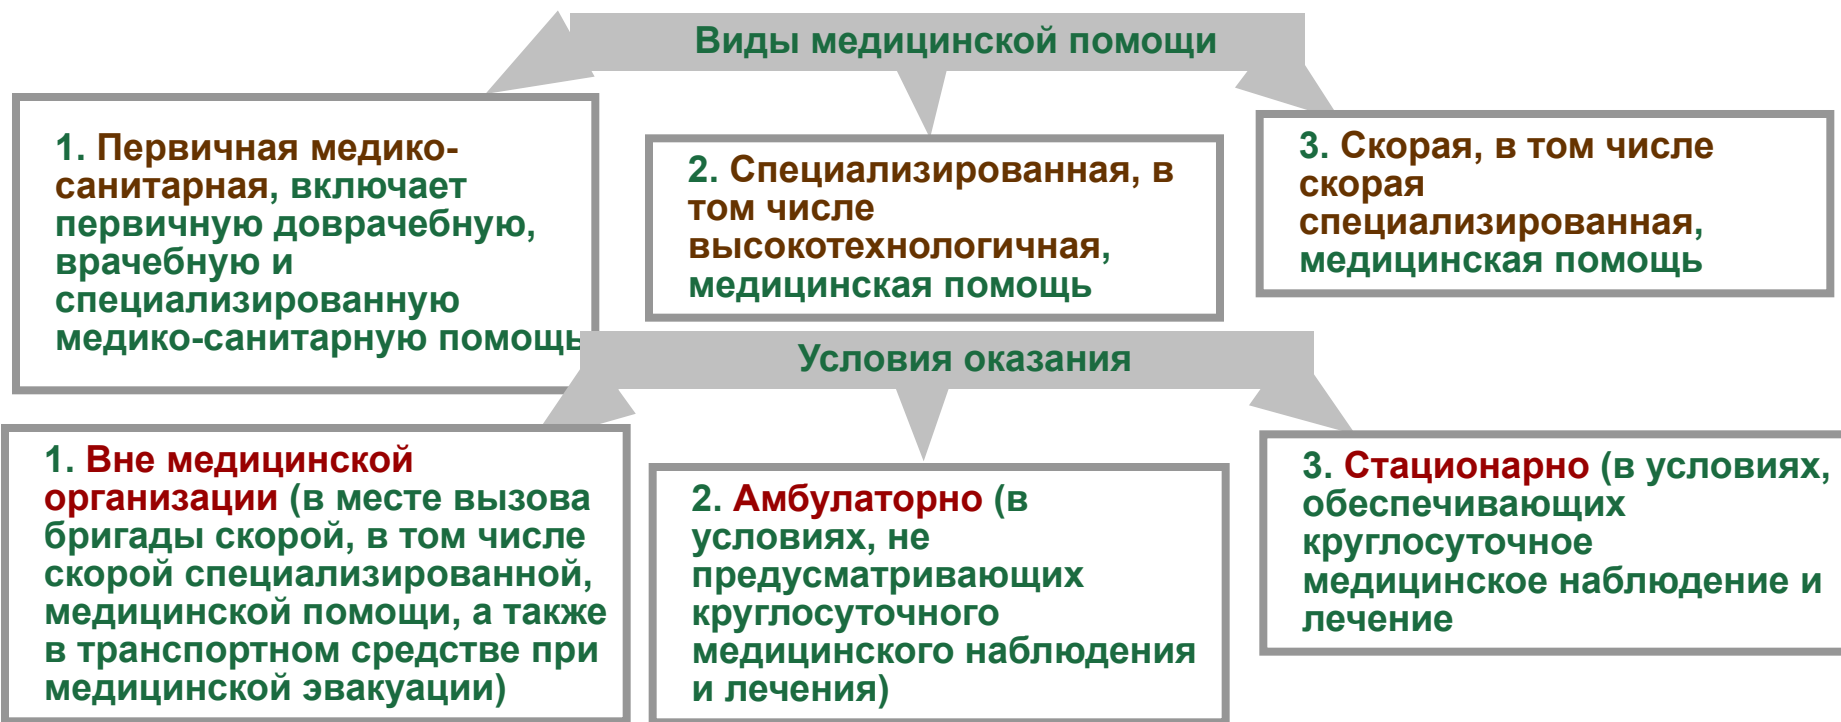 Виды медицинской помощи
1. Первичная медико-
санитарная, включает
первичную доврачебную,
врачебную и
специализированную
медико-санитарную помощь
2. Специализированная, в
том числе
высокотехнологичная,
медицинская помощь
3. Скорая, в том числе
скорая
специализированная,
медицинская помощь
Условия оказания
1. Вне медицинской
организации (в месте вызова
бригады скорой, в том числе
скорой специализированной,
медицинской помощи, а также
в транспортном средстве при
медицинской эвакуации)
2. Амбулаторно (в
условиях, не
предусматривающих
круглосуточного
медицинского наблюдения
и лечения)
3. Стационарно (в условиях,
обеспечивающих
круглосуточное
медицинское наблюдение и
лечение